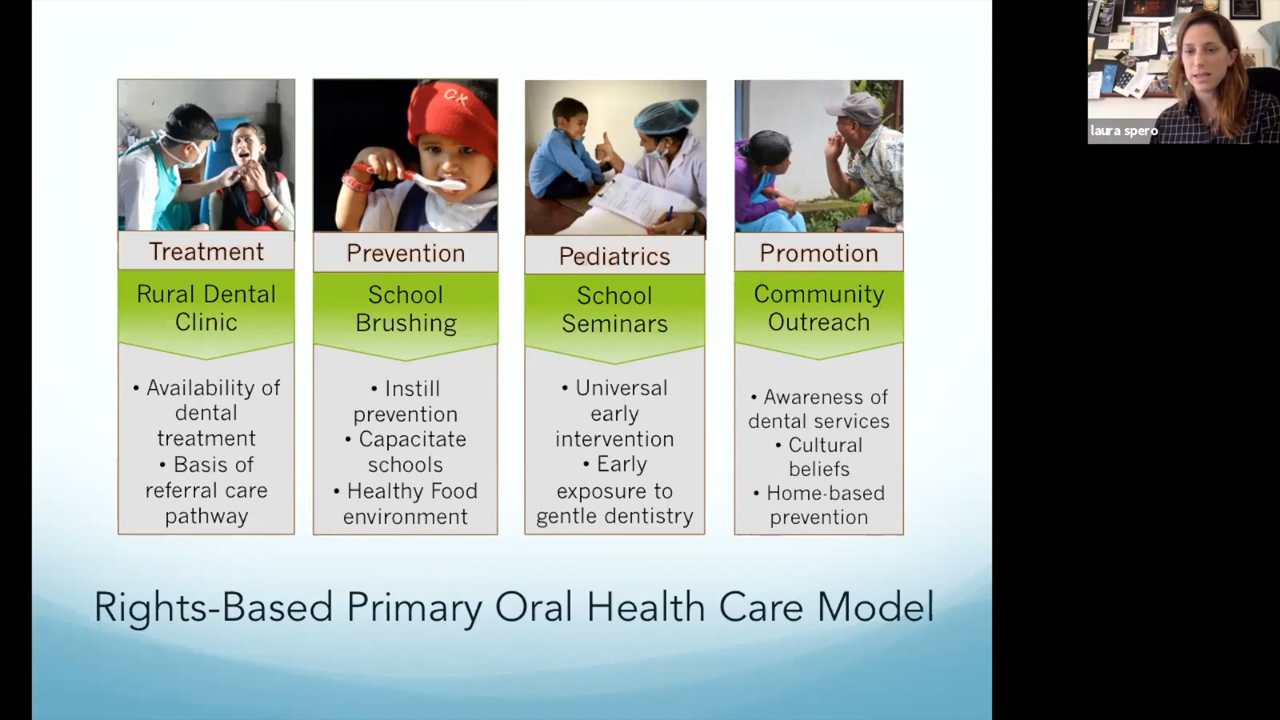 laura spero
GK
Treatment
Rural Dental
Clinic
• Availability of
dental
treatment
• Basis of
referral care
pathway
Prevention
School
Brushing
• Instill
prevention
• Capacitate
schools
• Healthy Food
environment
Pediatrics
School
Seminars
• Universal
early
intervention
• Early
exposure to
gentle dentistry
Promotion
Community
Outreach
• Awareness of
dental services
• Cultural
beliefs
• Home-based
prevention
Rights-Based Primary Oral Health Care Model